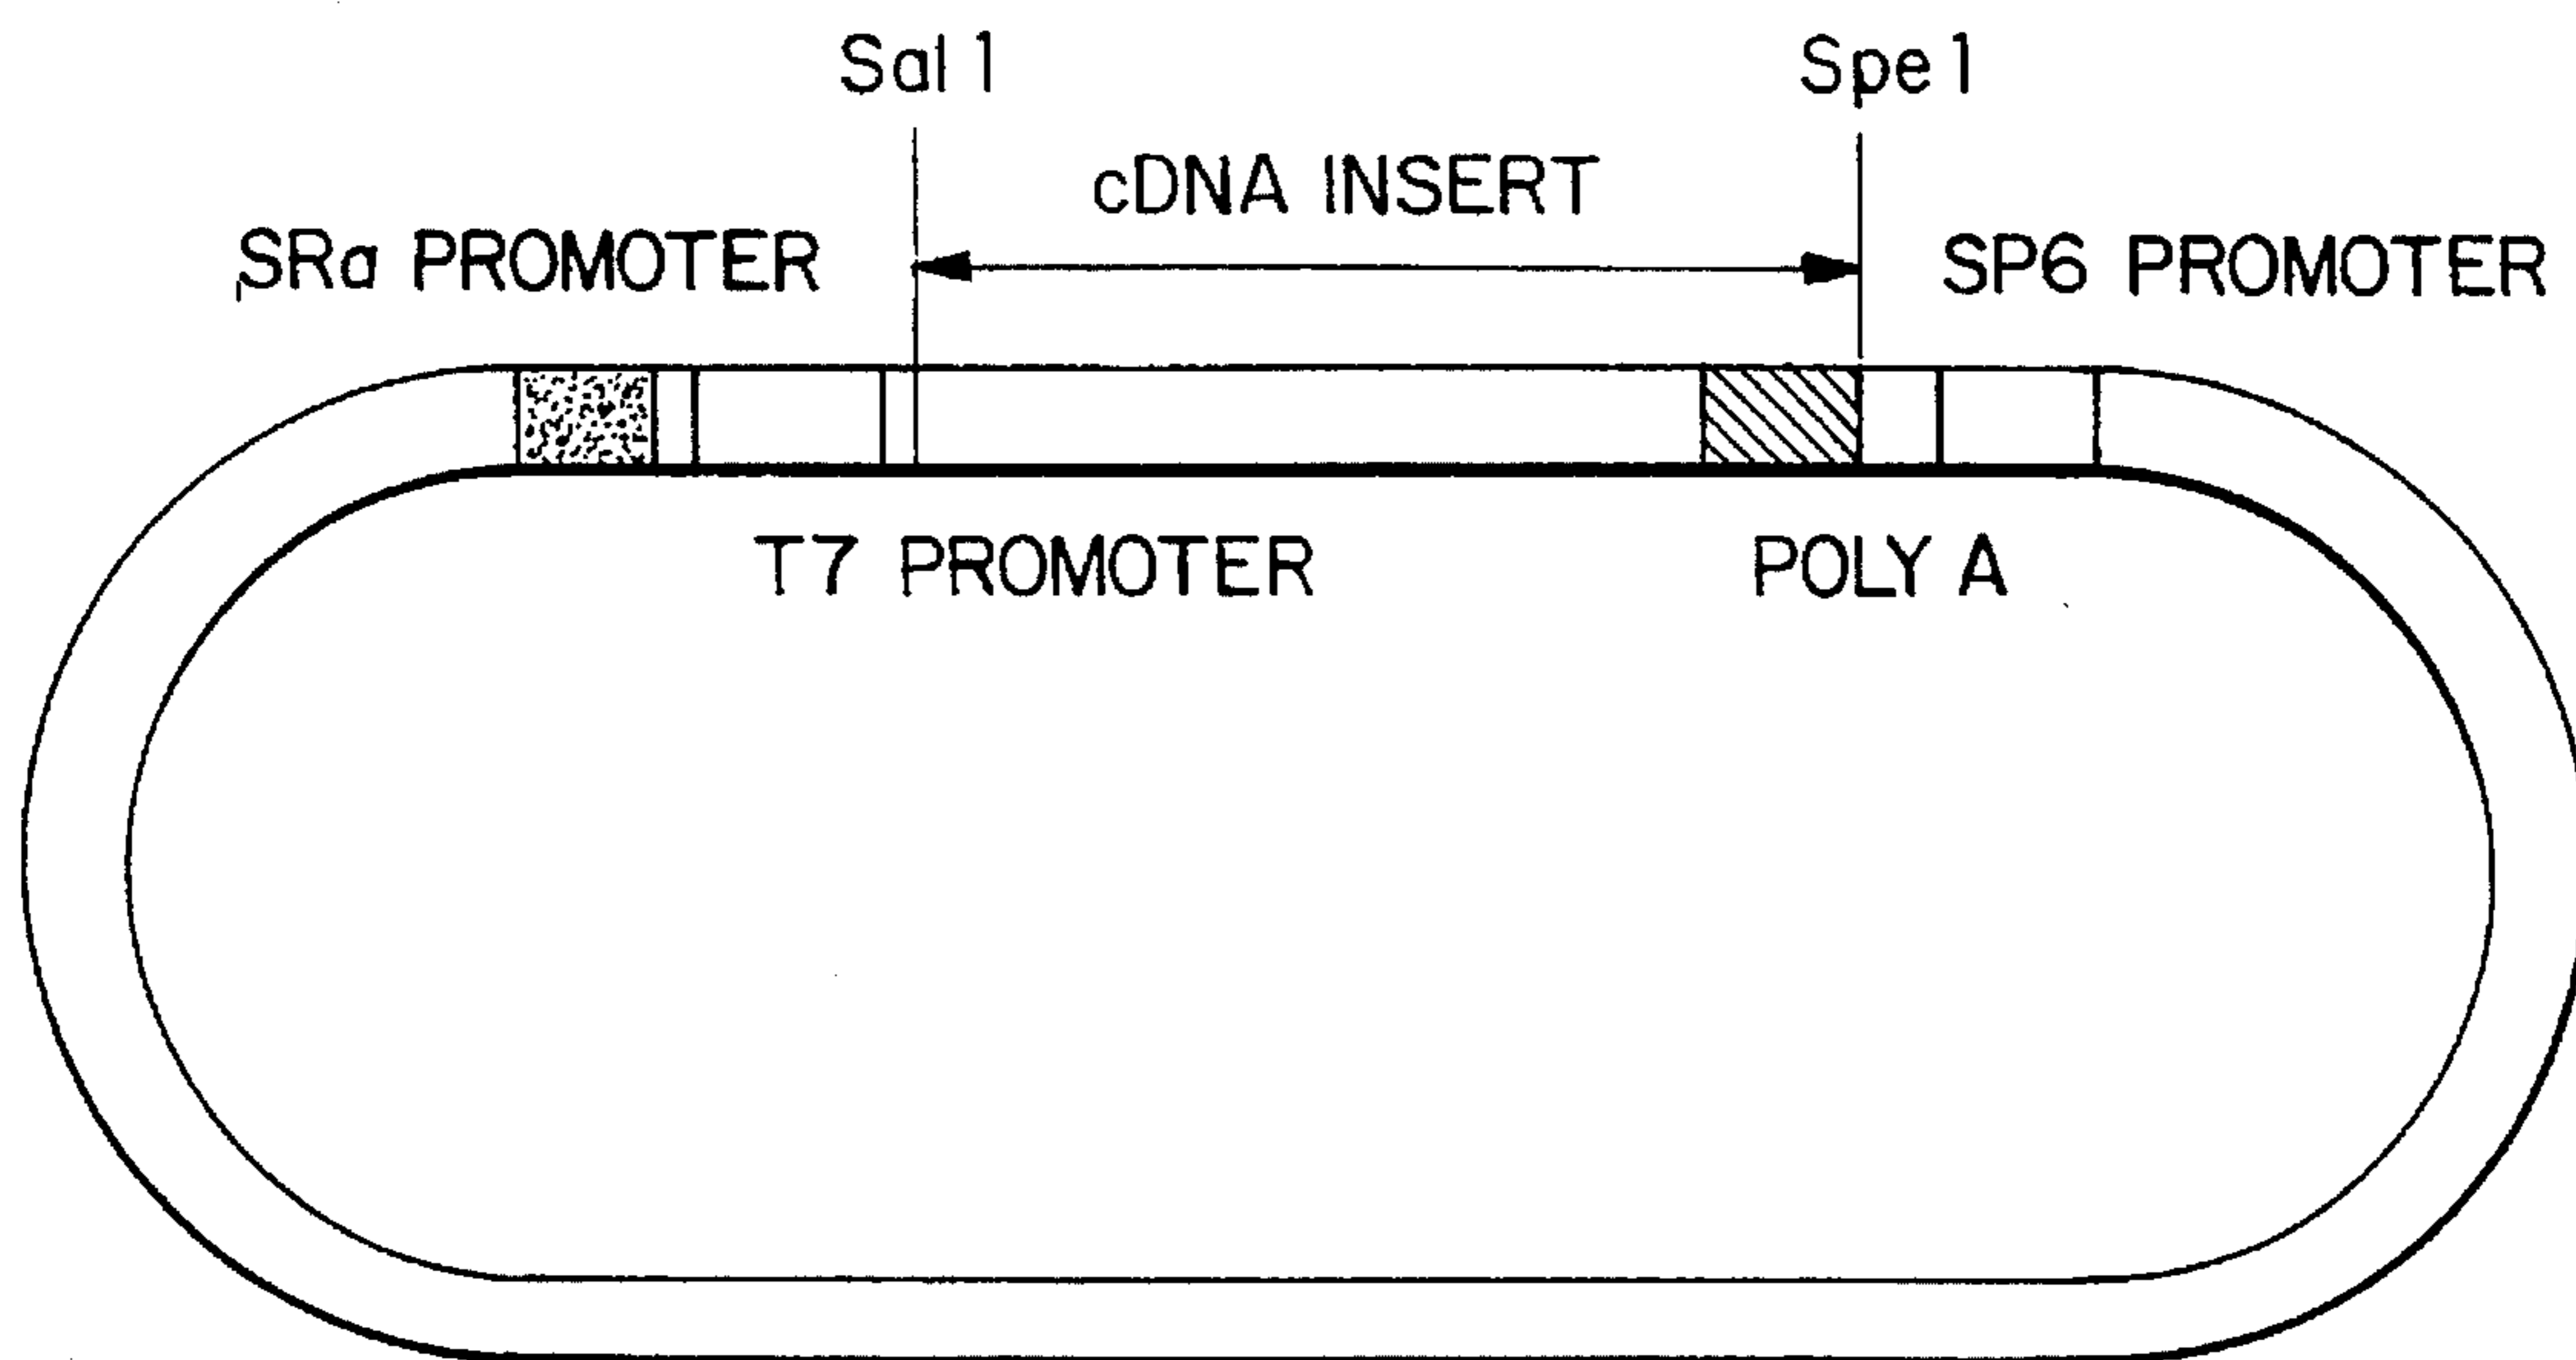 Sal 1
Spe 1
cDNA INSERT
SRα PROMOTER
SP6 PROMOTER
T7 PROMOTER
POLY A